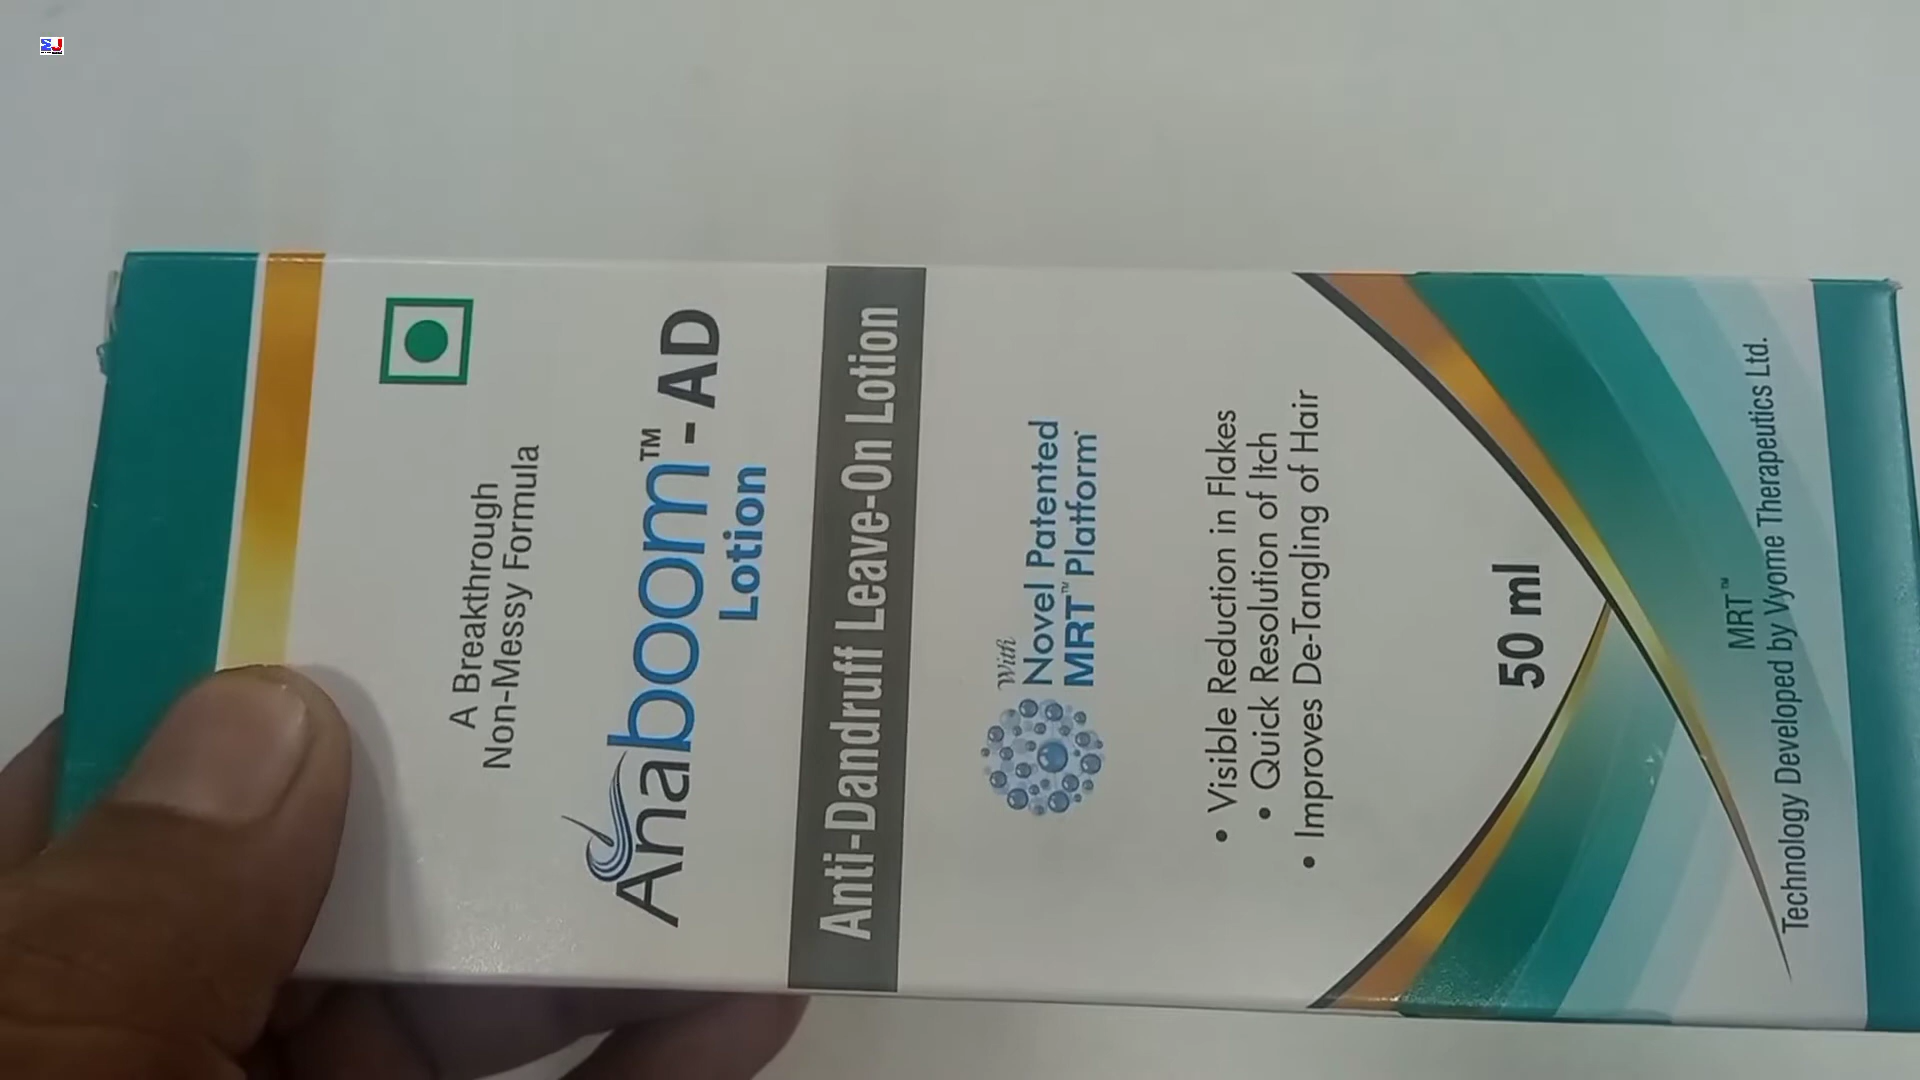 MJ
A Breakthrough
Non-Messy Formula
Anaboom™- AD
Lotion
Anti-Dandruff Leave-On Lotion
With
Novel Patented
MRT™ Platform*
• Visible Reduction in Flakes
• Quick Resolution of Itch
• Improves De-Tangling of Hair
50 ml
MRT™
Technology Developed by Vyome Therapeutics Ltd.